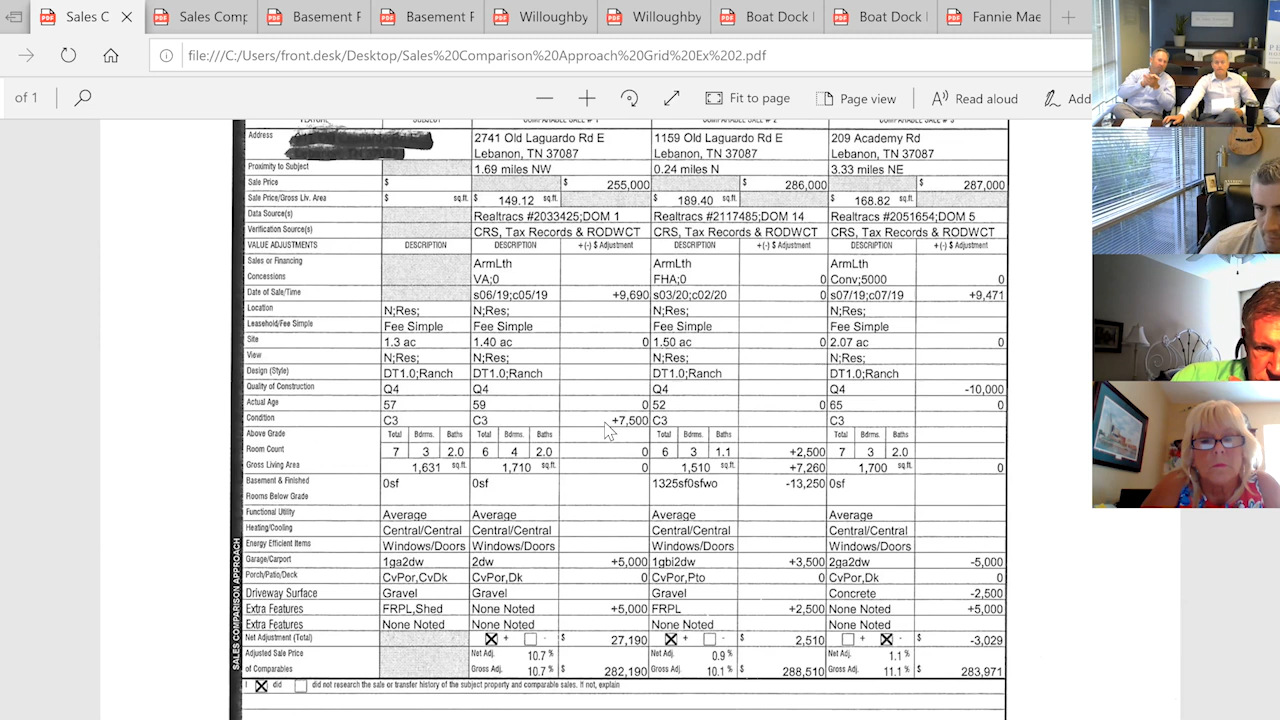 Sales C
Sales Comp
Basement F
Basement F
Willoughby
Willoughby
Boat Dock
Boat Dock
Fannie Mae
file:///C:/Users/front.desk/Desktop/Sales%20Comparison%20Approach%20Grid%20Ex%202.pdf
of 1
Fit to page
Page view
Read aloud
Add
FEATURE SUBJECT COMPARABLE SALE # 1 COMPARABLE SALE # 2 COMPARABLE SALE # 3
Address 2741 Old Laguardo Rd E 1159 Old Laguardo Rd E 209 Academy Rd
Lebanon, TN 37087 Lebanon, TN 37087 Lebanon, TN 37087
Proximity to Subject 1.69 miles NW 0.24 miles N 3.33 miles NE
Sale Price $ $ 255,000 $ 286,000 $ 287,000
Sale Price/Gross Liv. Area $ sq.ft. $ 149.12 sq.ft. $ 189.40 sq.ft. $ 168.82 sq.ft.
Data Source(s) Realtracs #2033425;DOM 1 Realtracs #2117485;DOM 14 Realtracs #2051654;DOM 5
Verification Source(s) CRS, Tax Records & RODWCT CRS, Tax Records & RODWCT CRS, Tax Records & RODWCT
VALUE ADJUSTMENTS DESCRIPTION DESCRIPTION +(-) $ Adjustment DESCRIPTION +(-) $ Adjustment DESCRIPTION +(-) $ Adjustment
Sales or Financing ArmLth ArmLth ArmLth
Concessions VA;0 FHA;0 0 Conv;5000 0
Date of Sale/Time s06/19;c05/19 +9,690 s03/20;c02/20 0 s07/19;c07/19 +9,471
Location N;Res; N;Res; N;Res; N;Res;
Leasehold/Fee Simple Fee Simple Fee Simple Fee Simple Fee Simple
Site 1.3 ac 1.40 ac 0 1.50 ac 0 2.07 ac 0
View N;Res; N;Res; N;Res; N;Res;
Design (Style) DT1.0;Ranch DT1.0;Ranch DT1.0;Ranch DT1.0;Ranch
Quality of Construction Q4 Q4 Q4 Q4 -10,000
Actual Age 57 59 0 52 0 65 0
Condition C3 C3 +7,500 C3 C3
Above Grade Total Bdrms. Baths Total Bdrms. Baths Total Bdrms. Baths Total Bdrms. Baths
Room Count 7 3 2.0 6 4 2.0 0 6 3 1.1 +2,500 7 3 2.0 0
Gross Living Area 1,631 sq.ft. 1,710 sq.ft. 0 1,510 sq.ft. +7,260 1,700 sq.ft. 0
Basement & Finished 0sf 0sf 1325sf0sfwo -13,250 0sf
Rooms Below Grade
Functional Utility Average Average Average Average
Heating/Cooling Central/Central Central/Central Central/Central Central/Central
Energy Efficient Items Windows/Doors Windows/Doors Windows/Doors Windows/Doors
Garage/Carport 1ga2dw 2dw +5,000 1gbi2dw +3,500 2ga2dw -5,000
Porch/Patio/Deck CvPor,CvDk CvPor,Dk 0 CvPor,Pto 0 CvPor,Dk 0
Driveway Surface Gravel Gravel Gravel Concrete -2,500
Extra Features FRPL,Shed None Noted +5,000 FRPL +2,500 None Noted +5,000
Extra Features None Noted None Noted None Noted None Noted
Net Adjustment (Total) X + - $ 27,190 X + - $ 2,510 + X - $ -3,029
Adjusted Sale Price Net Adj. 10.7 % Net Adj. 0.9 % Net Adj. 1.1 %
of Comparables Gross Adj. 10.7 % $ 282,190 Gross Adj. 10.1 % $ 288,510 Gross Adj. 11.1 % $ 283,971
I X did did not research the sale or transfer history of the subject property and comparable sales. If not, explain
SALES COMPARISON APPROACH